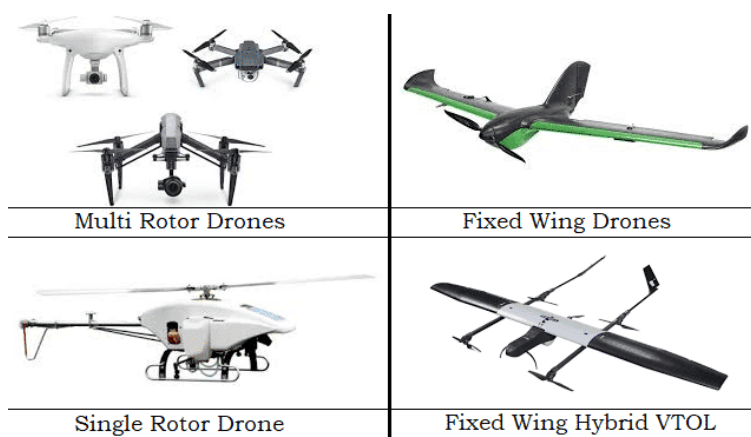 Multi Rotor Drones
Fixed Wing Drones
Single Rotor Drone
Fixed Wing Hybrid VTOL